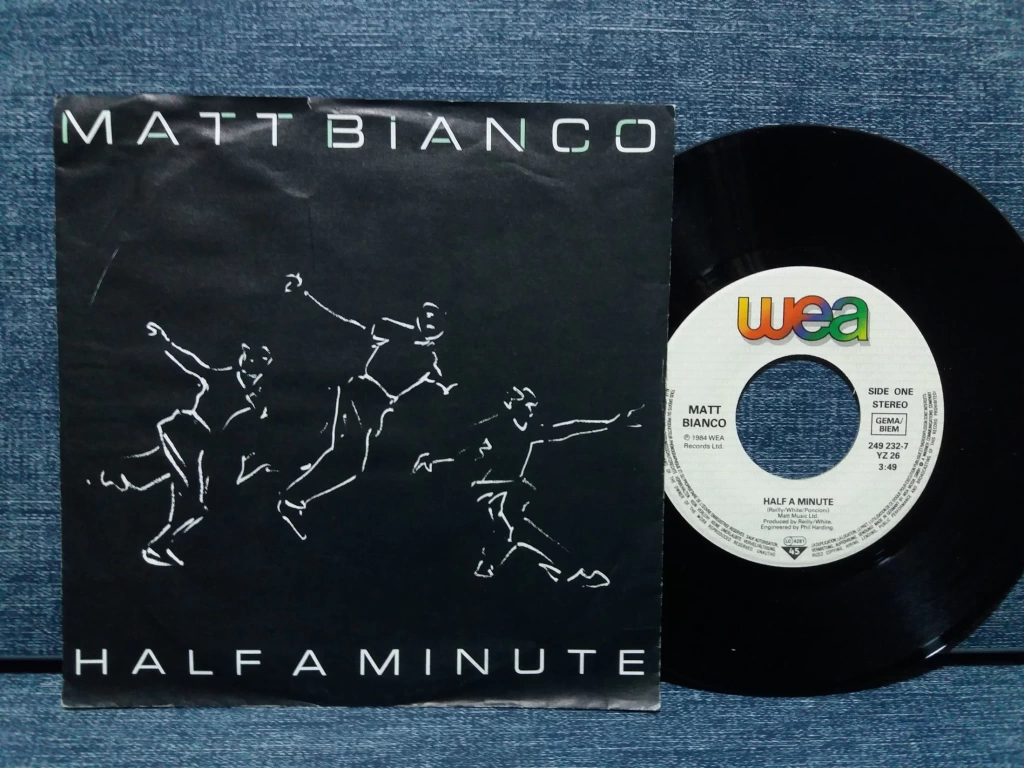 MATT BIANCO
HALF A MINUTE
wea
MATT
BIANCO
℗ 1984 WEA
Records Ltd.
SIDE ONE
STEREO
GEMA/
BIEM
249 232-7
YZ 26
3:49
HALF A MINUTE
(Reilly/White/Poncioni)
Matt Music Ltd.
Produced by Reilly/White.
Engineered by Phil Harding.
LC 4281
45